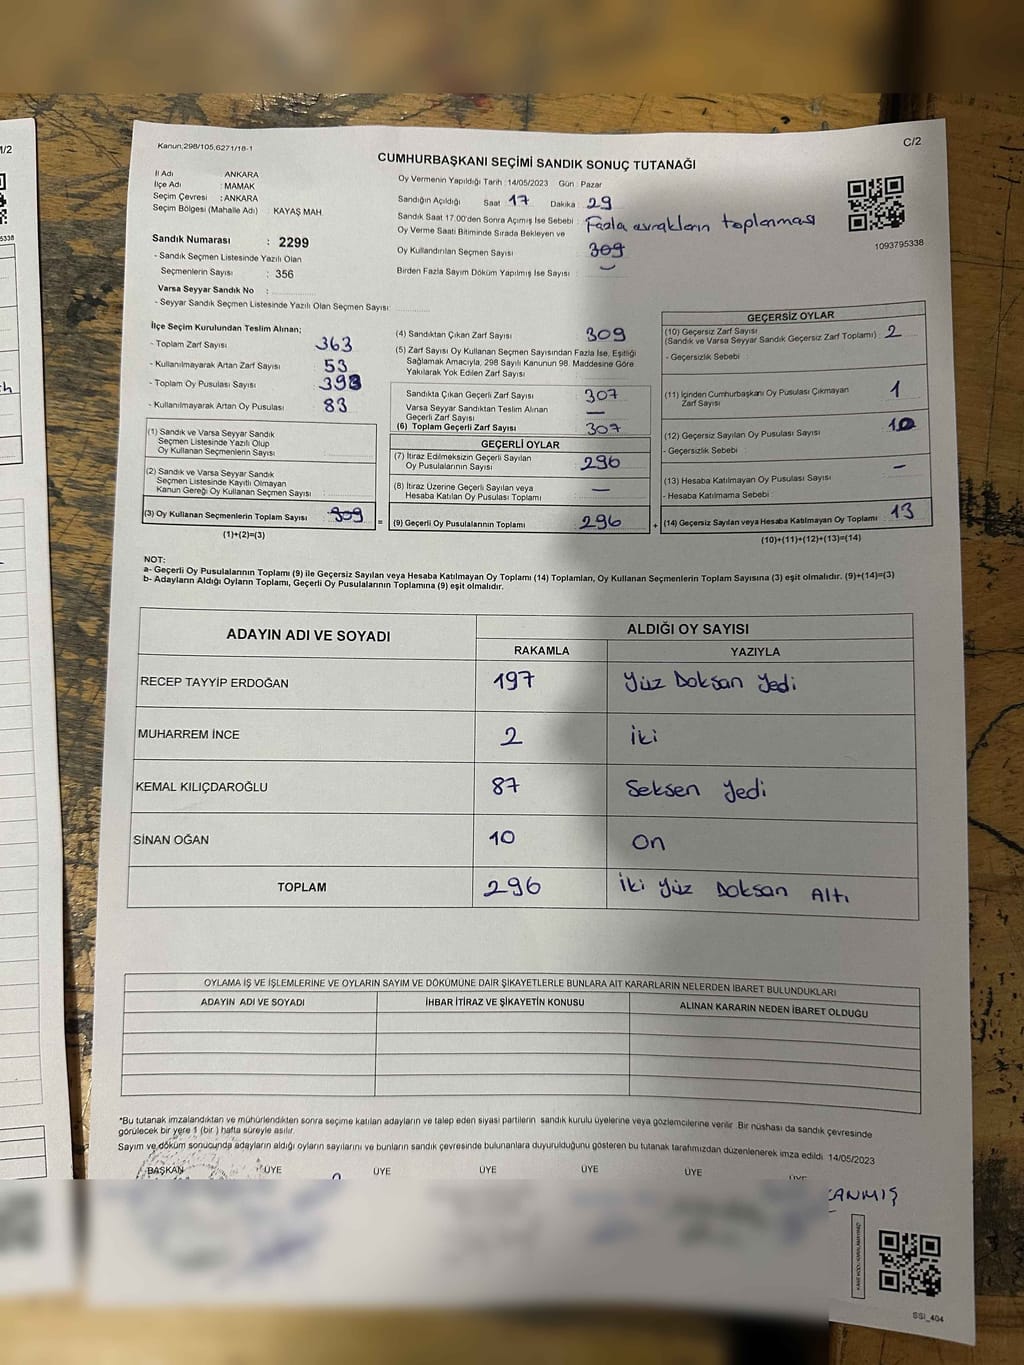 Kanun;298/105,6271/18-1
C/2
CUMHURBAŞKANI SEÇİMİ SANDIK SONUÇ TUTANAĞI
İl Adı : ANKARA
İlçe Adı : MAMAK
Seçim Çevresi : ANKARA
Seçim Bölgesi (Mahalle Adı) : KAYAŞ MAH.
Sandık Numarası : 2299
- Sandık Seçmen Listesinde Yazılı Olan
Seçmenlerin Sayısı : 356
Varsa Seyyar Sandık No :
- Seyyar Sandık Seçmen Listesinde Yazılı Olan Seçmen Sayısı
Oy Vermenin Yapıldığı Tarih : 14/05/2023 Gün : Pazar
Sandığın Açıldığı Saat 17 Dakika : 29
Sandık Saat 17:00'den Sonra Açımış İse Sebebi : Fazla evrakların toplanması
Oy Verme Saati Bitiminde Sırada Bekleyen ve
Oy Kullandırılan Seçmen Sayısı 309
Birden Fazla Sayım Döküm Yapılmış İse Sayısı : -
1093795338
İlçe Seçim Kurulundan Teslim Alınan;
- Toplam Zarf Sayısı 363
- Kullanılmayarak Artan Zarf Sayısı 53
- Toplam Oy Pusulası Sayısı 393
- Kullanılmayarak Artan Oy Pusulası 83
(1) Sandık ve Varsa Seyyar Sandık
Seçmen Listesinde Yazılı Olup
Oy Kullanan Seçmenlerin Sayısı
(2) Sandık ve Varsa Seyyar Sandık
Seçmen Listesinde Kayıtlı Olmayan
Kanun Gereği Oy Kullanan Seçmen Sayısı :
(3) Oy Kullanan Seçmenlerin Toplam Sayısı 309
(1)+(2)=(3)
(4) Sandıktan Çıkan Zarf Sayısı 309
(5) Zarf Sayısı Oy Kullanan Seçmen Sayısından Fazla İse, Eşitliği
Sağlamak Amacıyla, 298 Sayılı Kanunun 98. Maddesine Göre
Yakılarak Yok Edilen Zarf Sayısı
Sandıkta Çıkan Geçerli Zarf Sayısı : 307
Varsa Seyyar Sandıktan Teslim Alınan
Geçerli Zarf Sayısı -
(6) Toplam Geçerli Zarf Sayısı : 307
GEÇERLİ OYLAR
(7) İtiraz Edilmeksizin Geçerli Sayılan
Oy Pusulalarının Sayısı : 296
(8) İtiraz Üzerine Geçerli Sayılan veya
Hesaba Katılan Oy Pusulası Toplamı : -
= (9) Geçerli Oy Pusulalarının Toplamı : 296 +
GEÇERSİZ OYLAR
(10) Geçersiz Zarf Sayısı
(Sandık ve Varsa Seyyar Sandık Geçersiz Zarf Toplamı) : 2
- Geçersizlik Sebebi :
(11) İçinden Cumhurbaşkanı Oy Pusulası Çıkmayan
Zarf Sayısı 1
(12) Geçersiz Sayılan Oy Pusulası Sayısı 10
- Geçersizlik Sebebi :
(13) Hesaba Katılmayan Oy Pusulası Sayısı -
- Hesaba Katılmama Sebebi :
(14) Geçersiz Sayılan veya Hesaba Katılmayan Oy Toplamı : 13
(10)+(11)+(12)+(13)=(14)
NOT:
a- Geçerli Oy Pusulalarının Toplamı (9) ile Geçersiz Sayılan veya Hesaba Katılmayan Oy Toplamı (14) Toplamları, Oy Kullanan Seçmenlerin Toplam Sayısına (3) eşit olmalıdır. (9)+(14)=(3)
b- Adayların Aldığı Oyların Toplamı, Geçerli Oy Pusulalarının Toplamına (9) eşit olmalıdır.
ADAYIN ADI VE SOYADI
ALDIĞI OY SAYISI
RAKAMLA YAZIYLA
RECEP TAYYİP ERDOĞAN 197 Yüz Doksan Yedi
MUHARREM İNCE 2 İki
KEMAL KILIÇDAROĞLU 87 Seksen Yedi
SİNAN OĞAN 10 On
TOPLAM 296 İki Yüz Doksan Altı
OYLAMA İŞ VE İŞLEMLERİNE VE OYLARIN SAYIM VE DÖKÜMÜNE DAİR ŞİKAYETLERLE BUNLARA AİT KARARLARIN NELERDEN İBARET BULUNDUKLARI
ADAYIN ADI VE SOYADI İHBAR İTİRAZ VE ŞİKAYETİN KONUSU ALINAN KARARIN NEDEN İBARET OLDUĞU
*Bu tutanak imzalandıktan ve mühürlendikten sonra seçime katılan adayların ve talep eden siyasi partilerin sandık kurulu üyelerine veya gözlemcilerine verilir. Bir nüshası da sandık çevresinde
görülecek bir yere 1 (bir ) hafta süreyle asılır.
Sayım ve döküm sonucunda adayların aldığı oyların sayılarını ve bunların sandık çevresinde bulunanlara duyurulduğunu gösteren bu tutanak tarafımızdan düzenlenerek imza edildi. 14/05/2023
BAŞKAN ÜYE ÜYE ÜYE ÜYE ÜYE
SSI_404